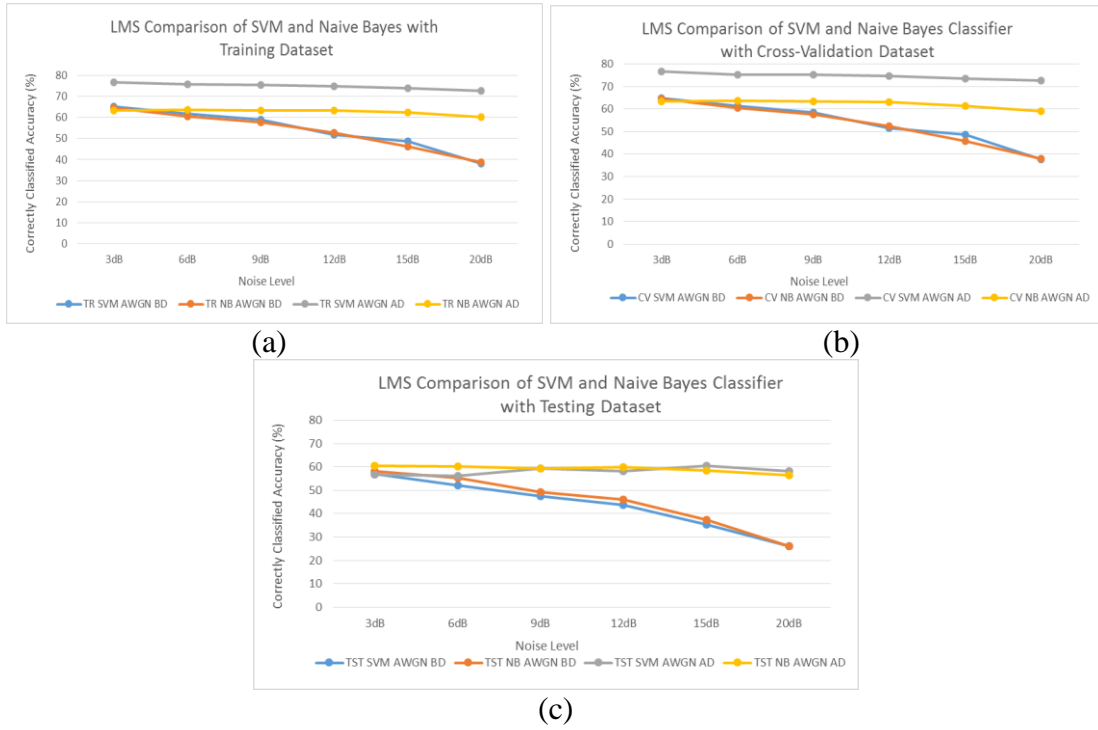 LMS Comparison of SVM and Naive Bayes with
Training Dataset
Correctly Classified Accuracy (%)
80
70
60
50
40
30
20
10
0
3dB 6dB 9dB 12dB 15dB 20dB
Noise Level
TR SVM AWGN BD TR NB AWGN BD TR SVM AWGN AD TR NB AWGN AD
(a)
LMS Comparison of SVM and Naive Bayes Classifier
with Cross-Validation Dataset
Correctly Classified Accuracy (%)
80
70
60
50
40
30
20
10
0
3dB 6dB 9dB 12dB 15dB 20dB
Noise Level
CV SVM AWGN BD CV NB AWGN BD CV SVM AWGN AD CV NB AWGN AD
(b)
LMS Comparison of SVM and Naive Bayes Classifier
with Testing Dataset
Correctly Classified Accuracy (%)
80
70
60
50
40
30
20
10
0
3dB 6dB 9dB 12dB 15dB 20dB
Noise Level
TST SVM AWGN BD TST NB AWGN BD TST SVM AWGN AD TST NB AWGN AD
(c)